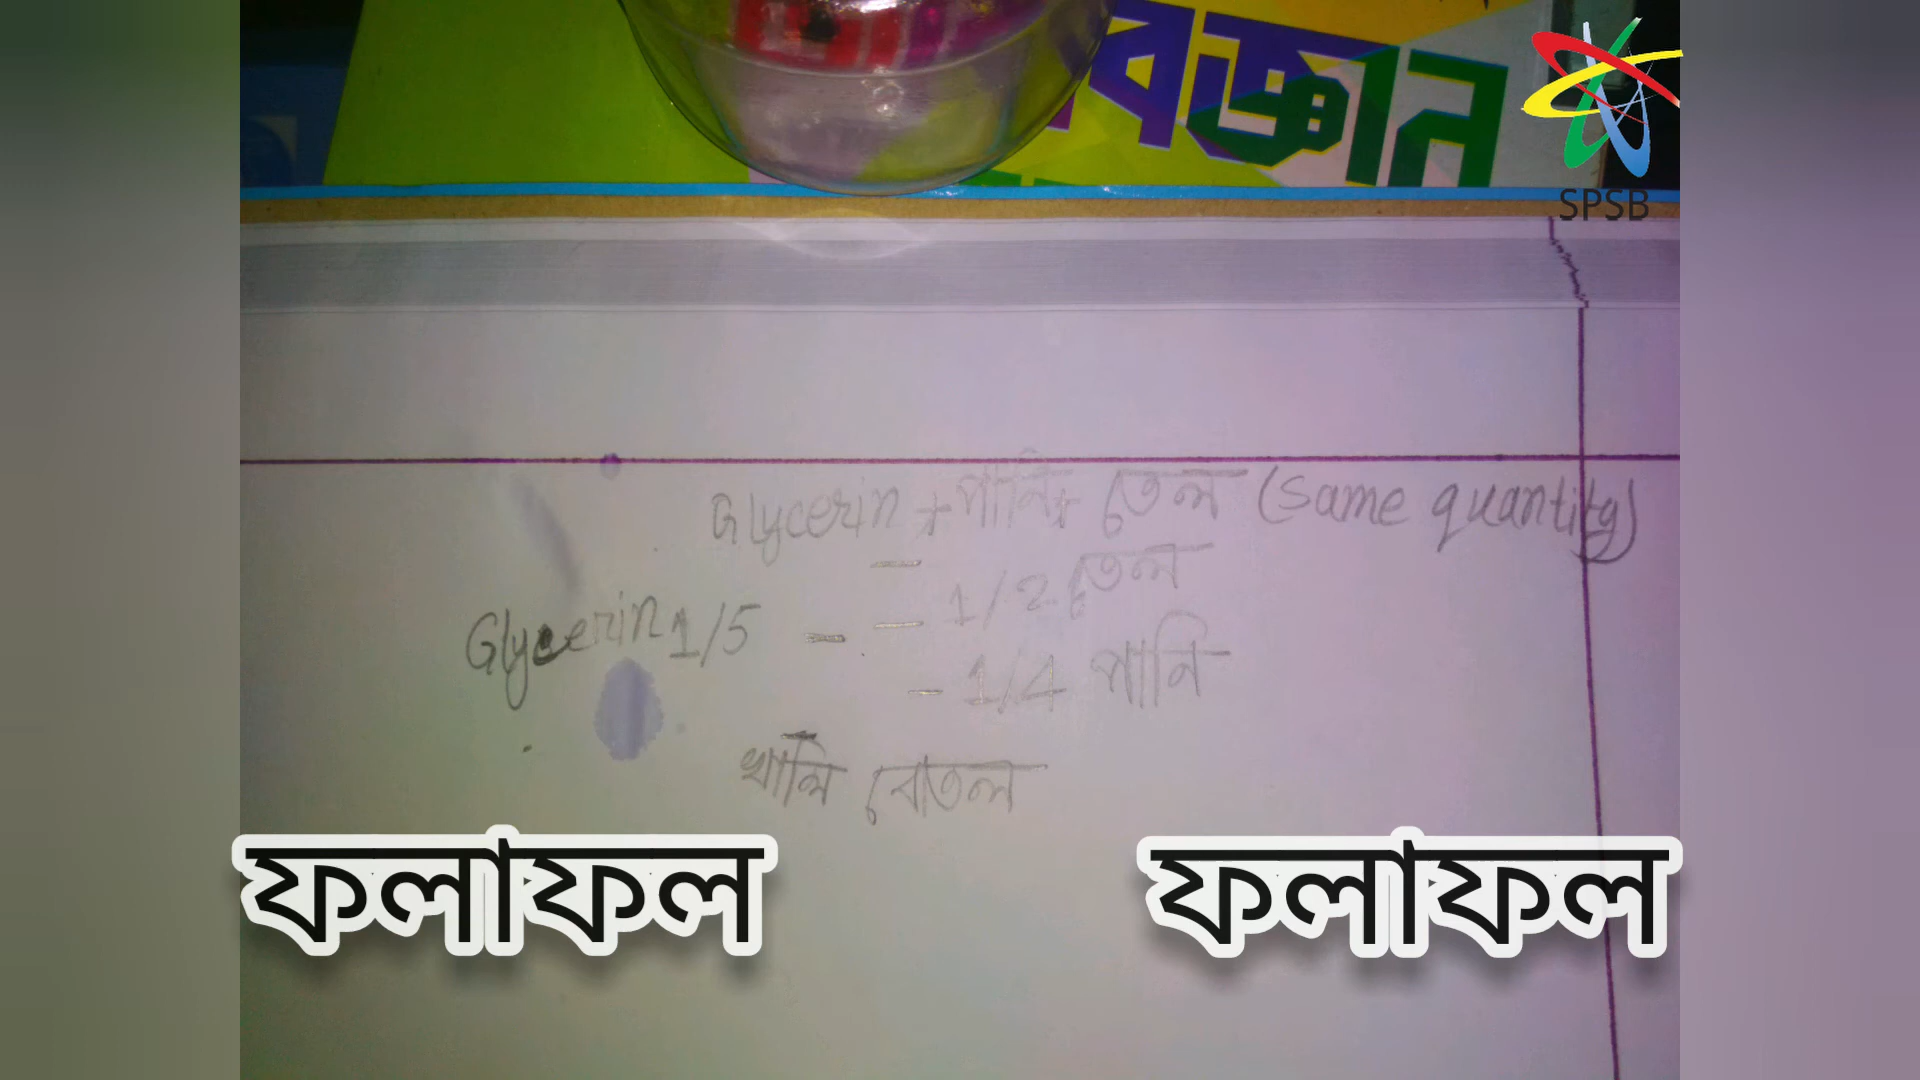 বিজ্ঞান
SPSB
Glycerin + পানি + তেল (Same quantity)
–
– 1/2 তেল
Glycerin 1/5 –
– 1/4 পানি
খালি বোতল
ফলাফল ফলাফল